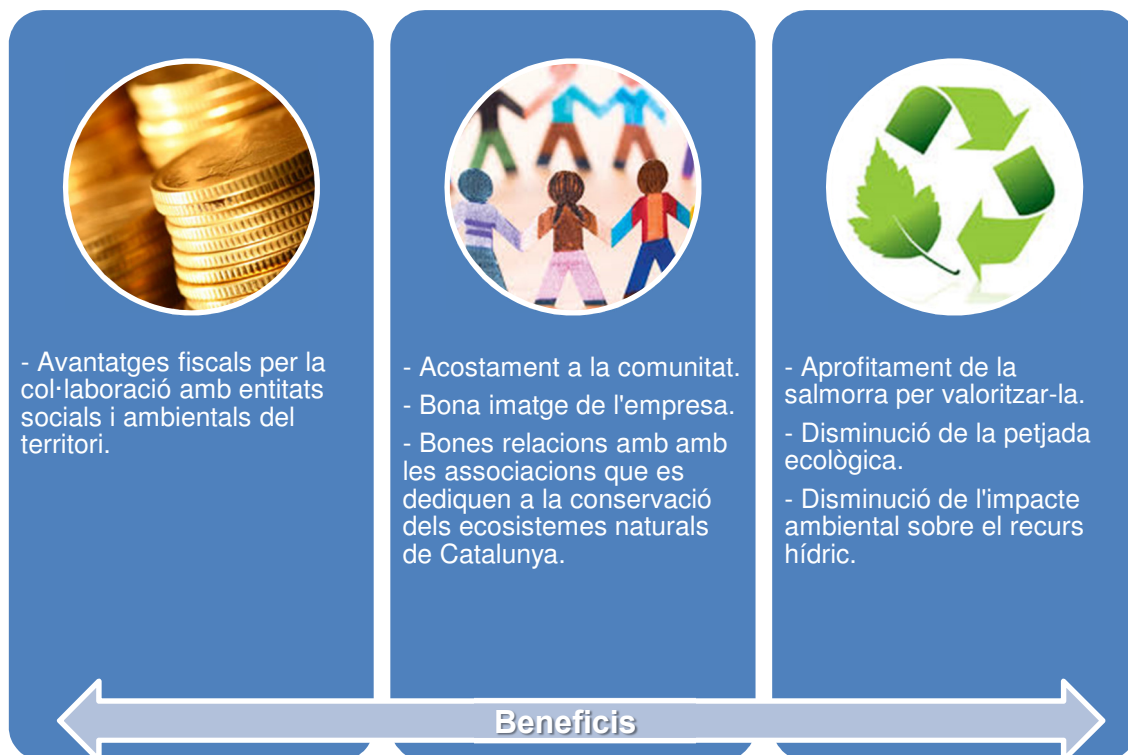 - Avantatges fiscals per la
col·laboració amb entitats
socials i ambientals del
territori.
- Acostament a la comunitat.
- Bona imatge de l'empresa.
- Bones relacions amb amb
les associacions que es
dediquen a la conservació
dels ecosistemes naturals
de Catalunya.
- Aprofitament de la
salmorra per valoritzar-la.
- Disminució de la petjada
ecològica.
- Disminució de l'impacte
ambiental sobre el recurs
hídric.
Beneficis